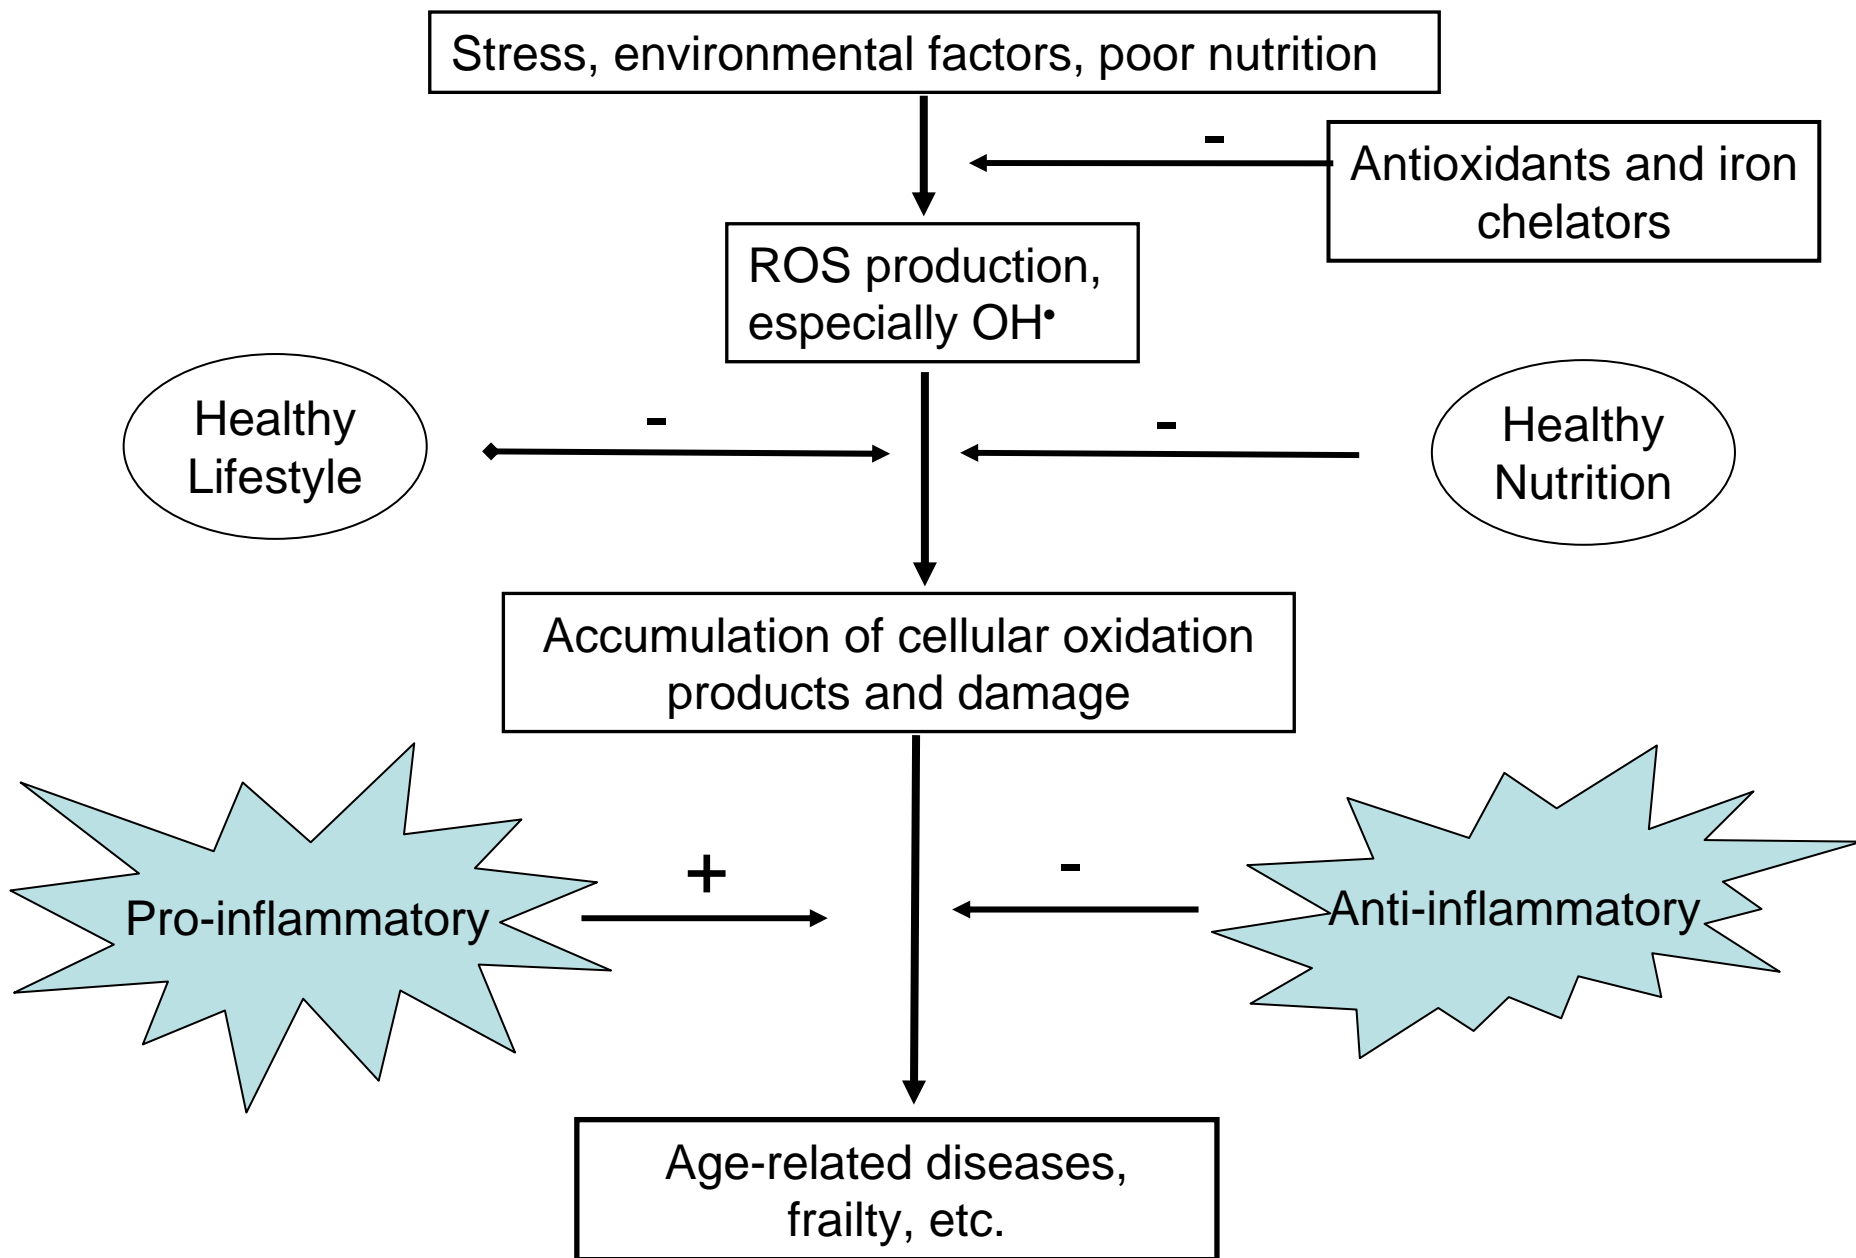 Stress, environmental factors, poor nutrition
-
Antioxidants and iron
chelators
ROS production,
especially OH•
Healthy
Lifestyle
-
-
Healthy
Nutrition
Accumulation of cellular oxidation
products and damage
Pro-inflammatory
+
-
Anti-inflammatory
Age-related diseases,
frailty, etc.